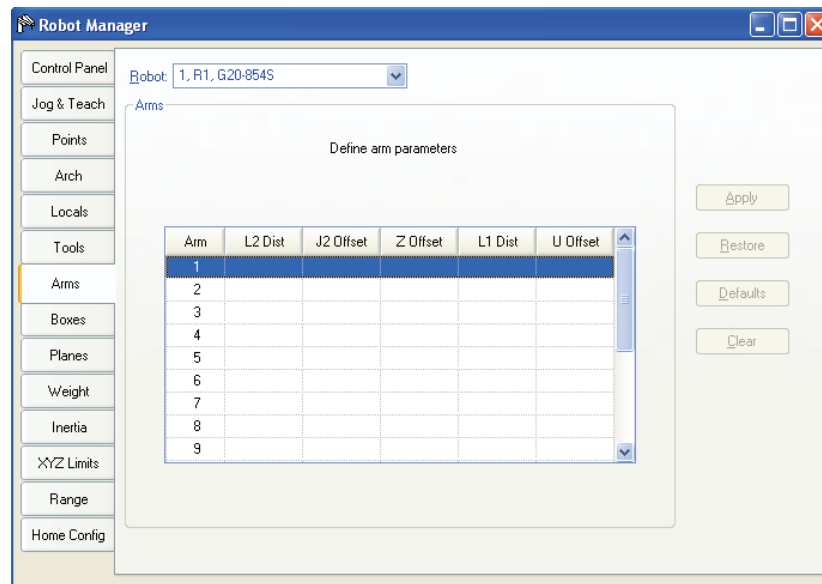 Robot Manager
Control Panel
Jog & Teach
Points
Arch
Locals
Tools
Arms
Boxes
Planes
Weight
Inertia
XYZ Limits
Range
Home Config
Robot: 1, R1, G20-854S
Arms
Define arm parameters
Arm L2 Dist J2 Offset Z Offset L1 Dist U Offset
1
2
3
4
5
6
7
8
9
Apply
Restore
Defaults
Clear